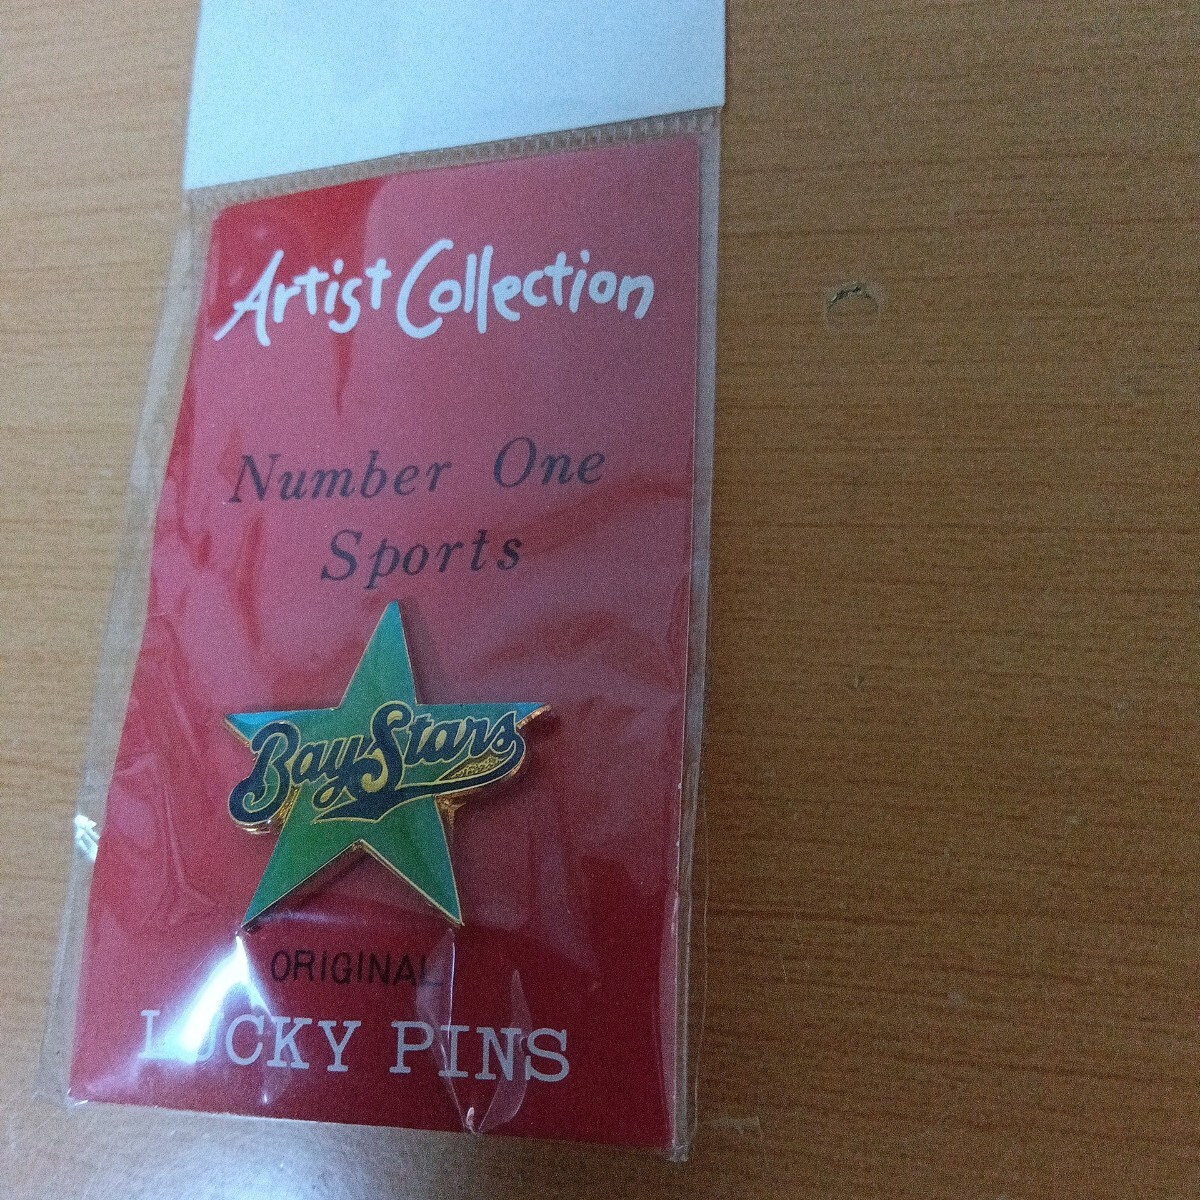 Artist Collection
Number One
Sports
BayStars
ORIGINAL
LUCKY PINS